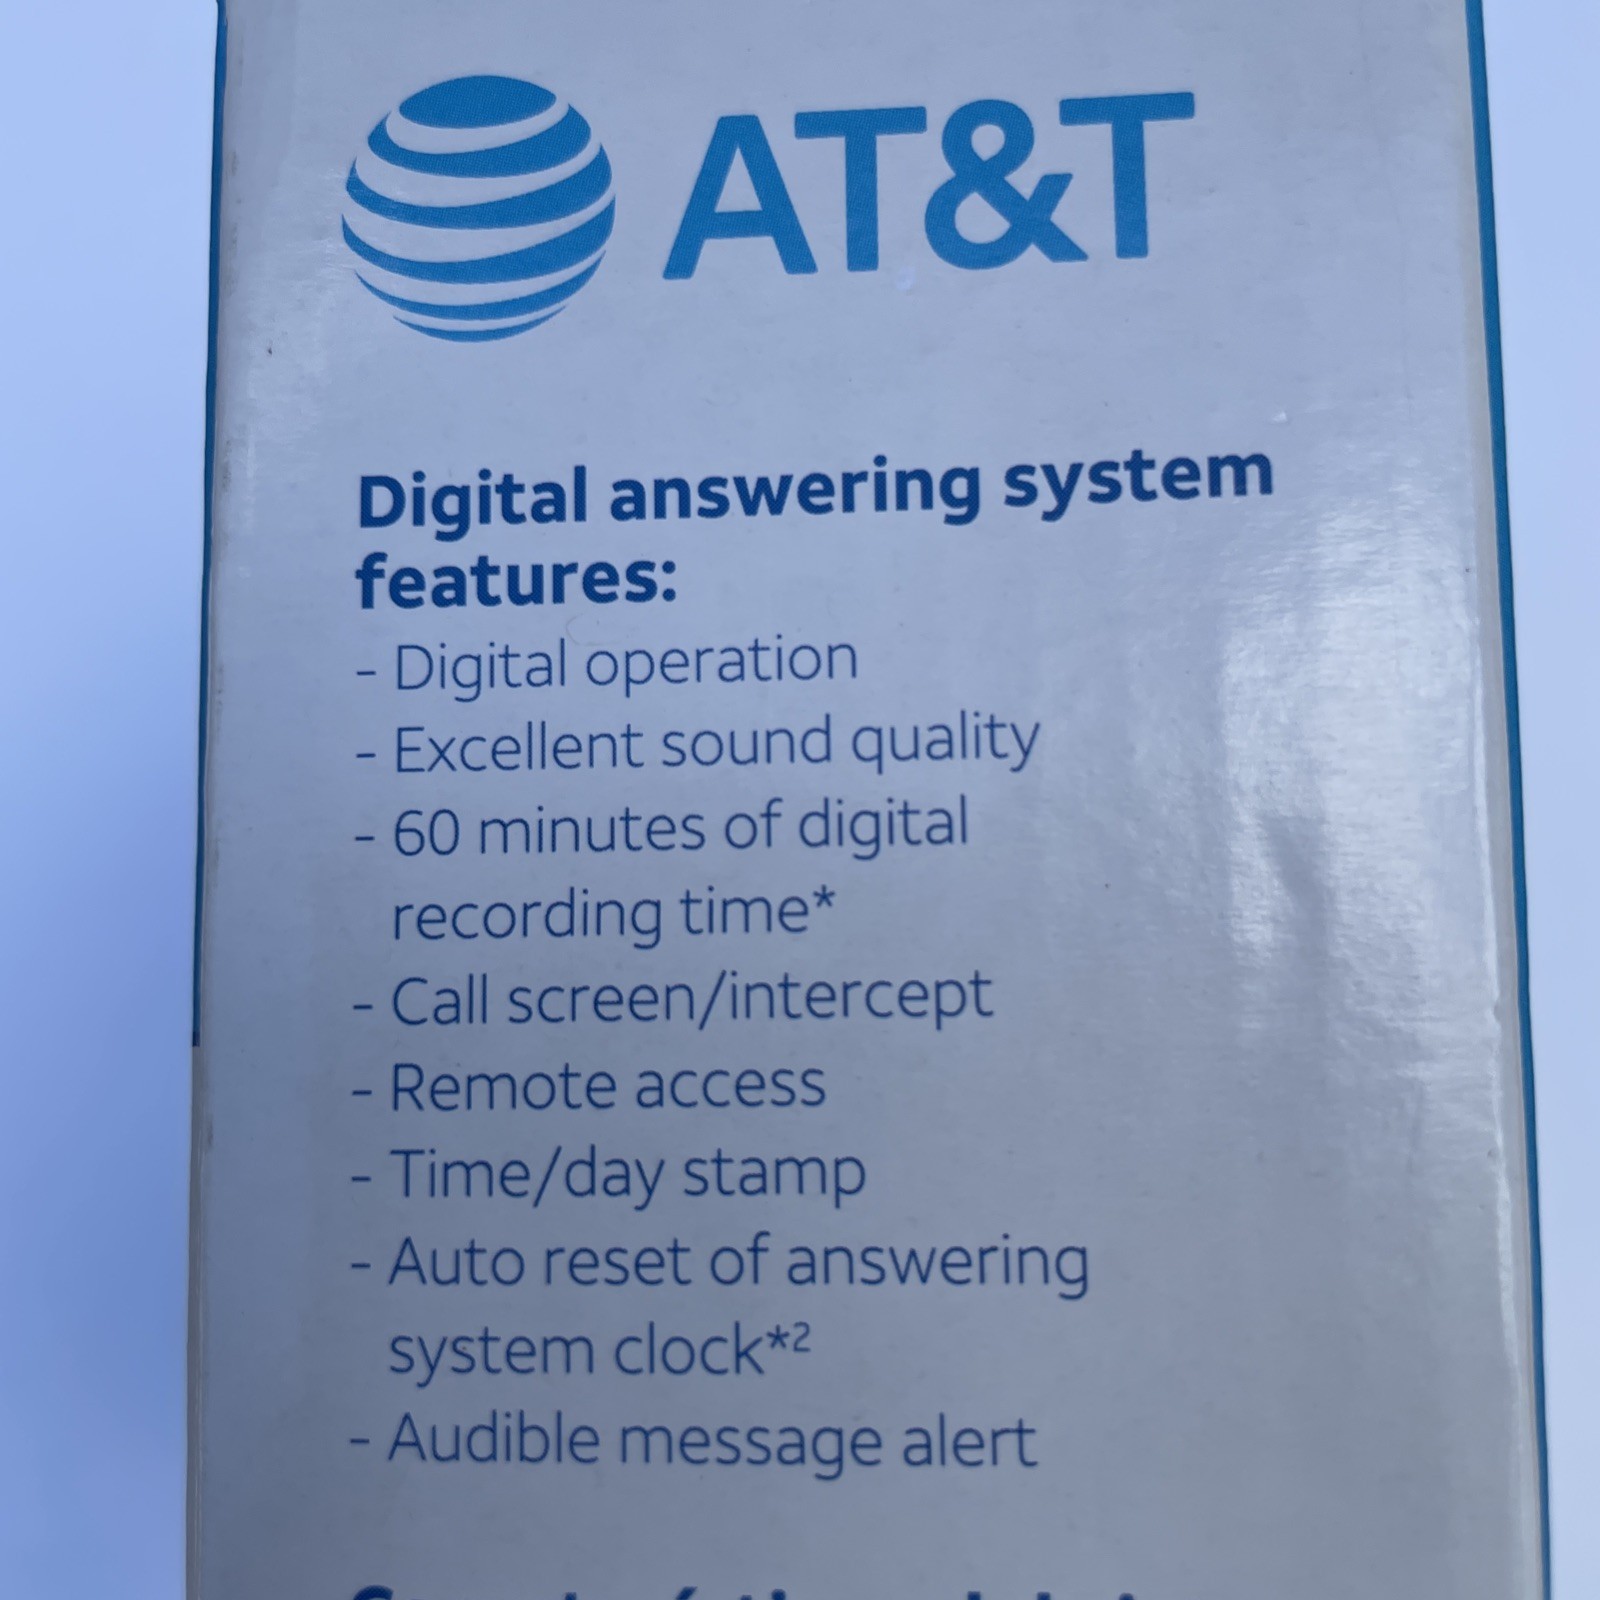 AT&T
Digital answering system
features:
- Digital operation
- Excellent sound quality
- 60 minutes of digital
recording time*
- Call screen/intercept
- Remote access
- Time/day stamp
- Auto reset of answering
system clock*²
- Audible message alert